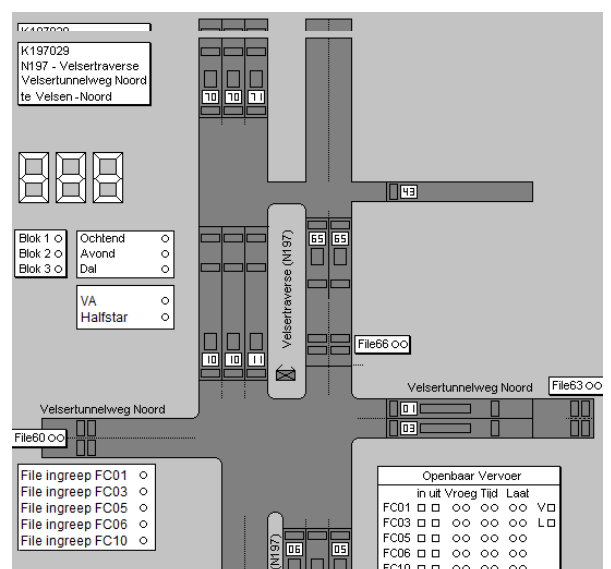 K197029
K197029
N197 - Velsertraverse
Velsertunnelweg Noord
te Velsen-Noord
70 70 71
43
Blok 1
Blok 2
Blok 3
Ochtend
Avond
Dal
VA
Halfstar
65 65
Velsertraverse (N197)
10 10 11
File66
Velsertunnelweg Noord
File63
Velsertunnelweg Noord
01
03
File60
File ingreep FC01
File ingreep FC03
File ingreep FC05
File ingreep FC06
File ingreep FC10
(N197)
06 05
Openbaar Vervoer
in uit Vroeg Tijd Laat
FC01 V
FC03 L
FC05
FC06
FC10